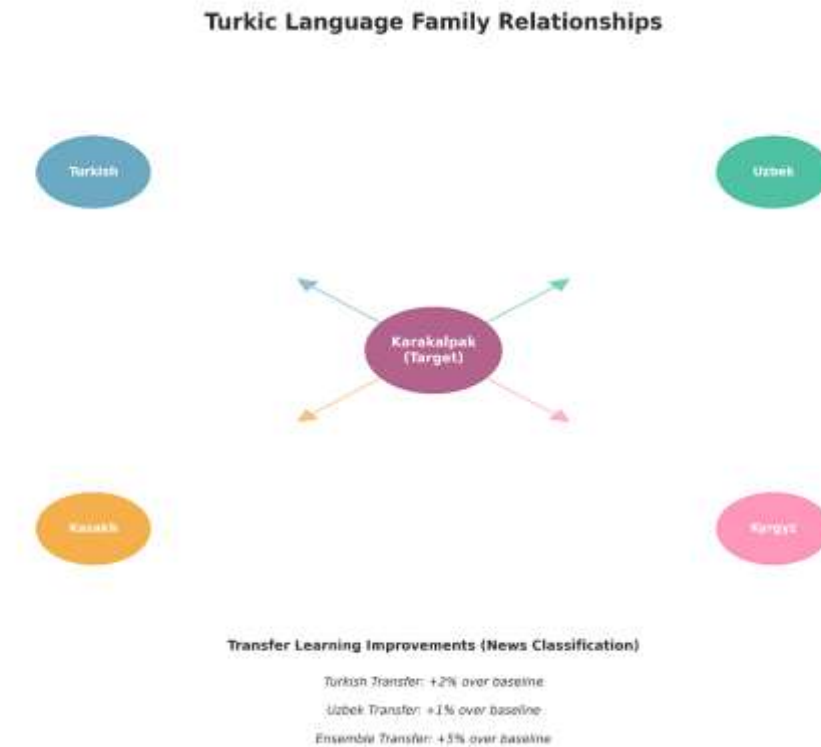 Turkic Language Family Relationships
Turkish
Uzbek
Karakalpak
(Target)
Kazakh
Kyrgyz
Transfer Learning Improvements (News Classification)
Turkish Transfer: +2% over baseline
Uzbek Transfer: +1% over baseline
Ensemble Transfer: +5% over baseline